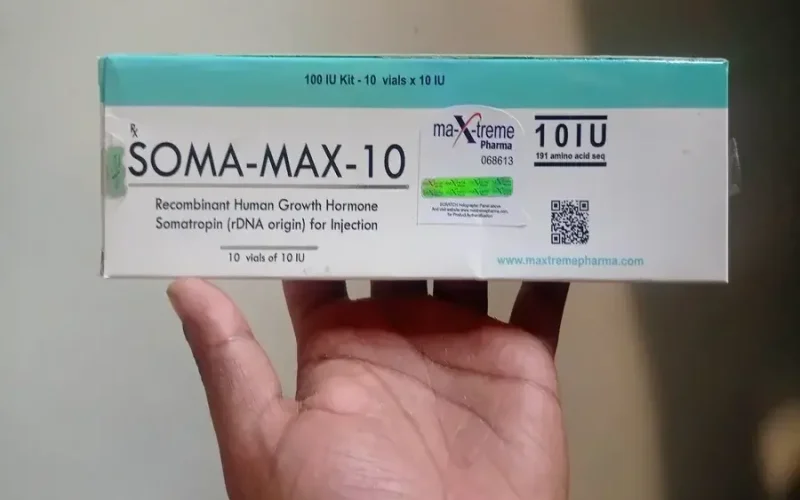 100 IU Kit - 10 vials x 10 IU
Rx
SOMA-MAX-10
Recombinant Human Growth Hormone
Somatropin (rDNA origin) for Injection
10 vials of 10 IU
ma-X-treme
Pharma
068613
10IU
191 amino acid seq
www.maxtremepharma.com